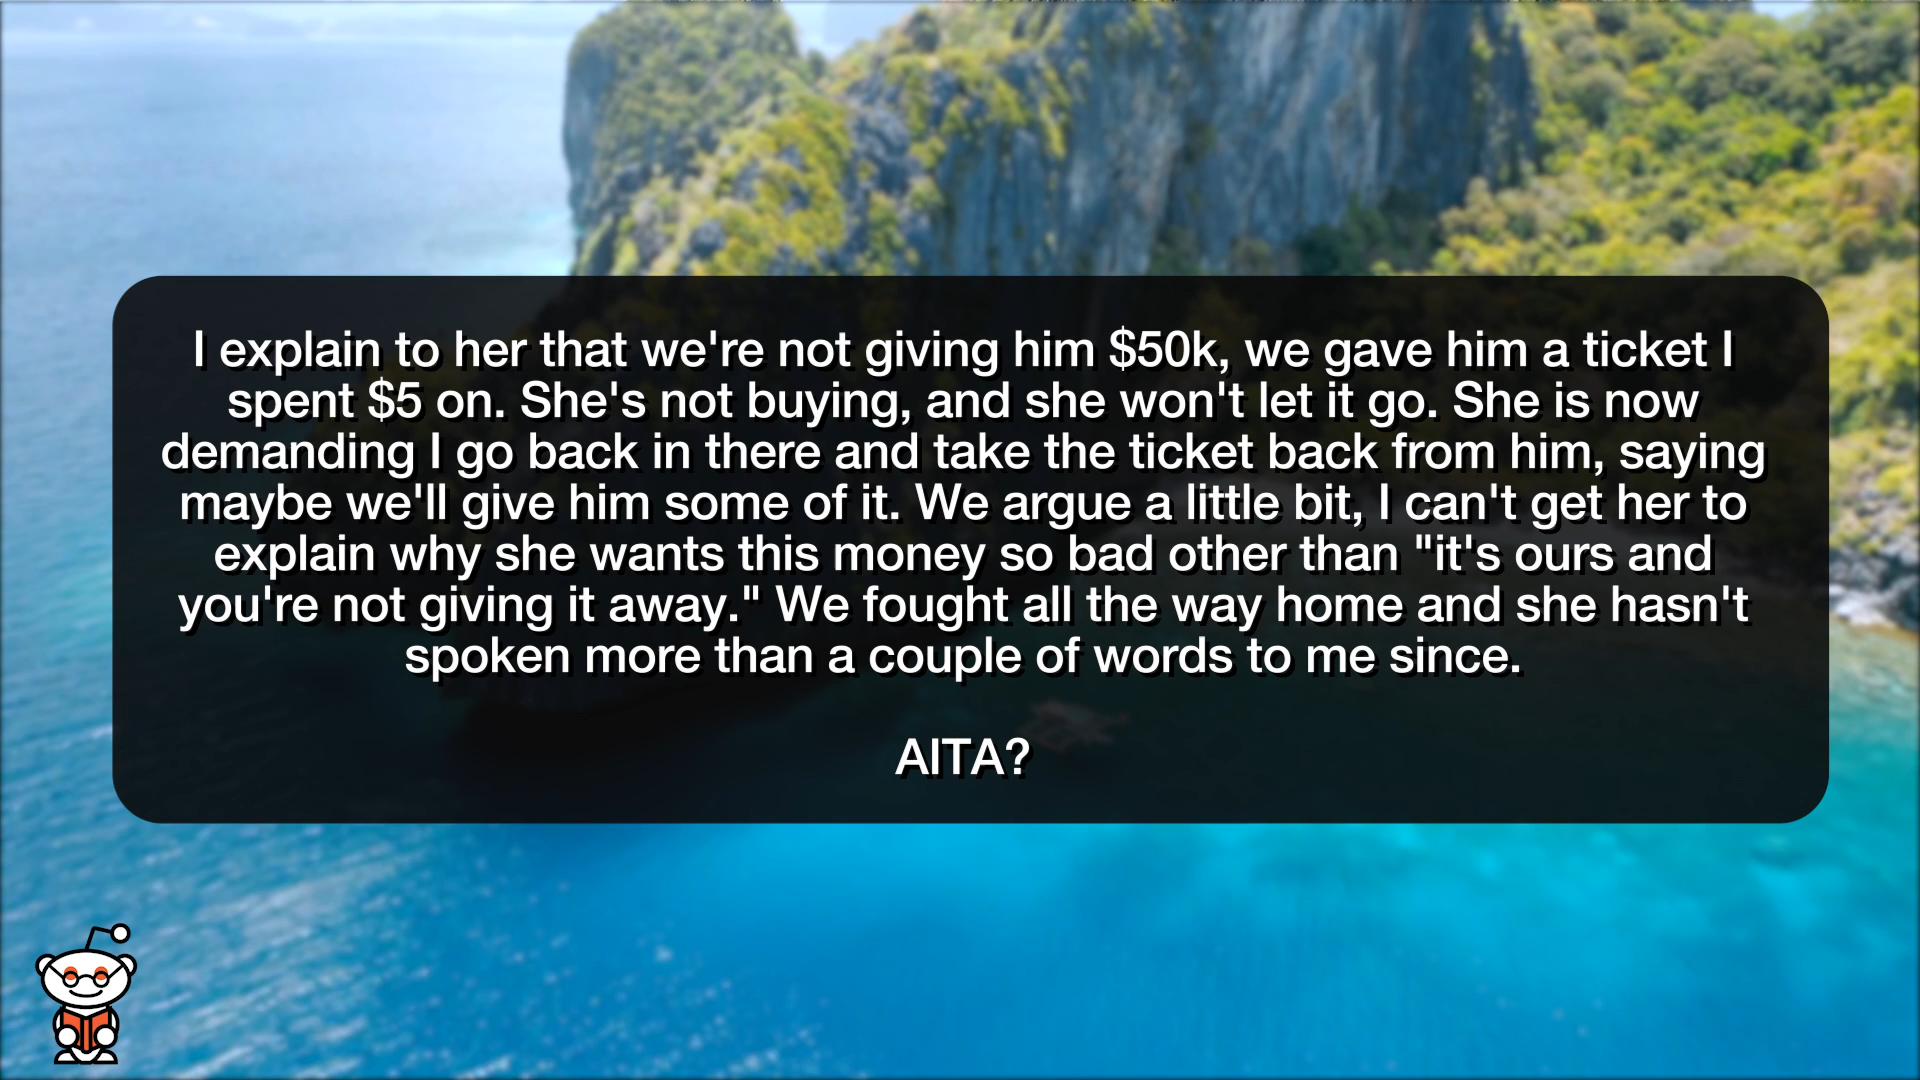 I explain to her that we're not giving him $50k, we gave him a ticket I
spent $5 on. She's not buying, and she won't let it go. She is now
demanding I go back in there and take the ticket back from him, saying
maybe we'll give him some of it. We argue a little bit, I can't get her to
explain why she wants this money so bad other than "it's ours and
you're not giving it away." We fought all the way home and she hasn't
spoken more than a couple of words to me since.
AITA?